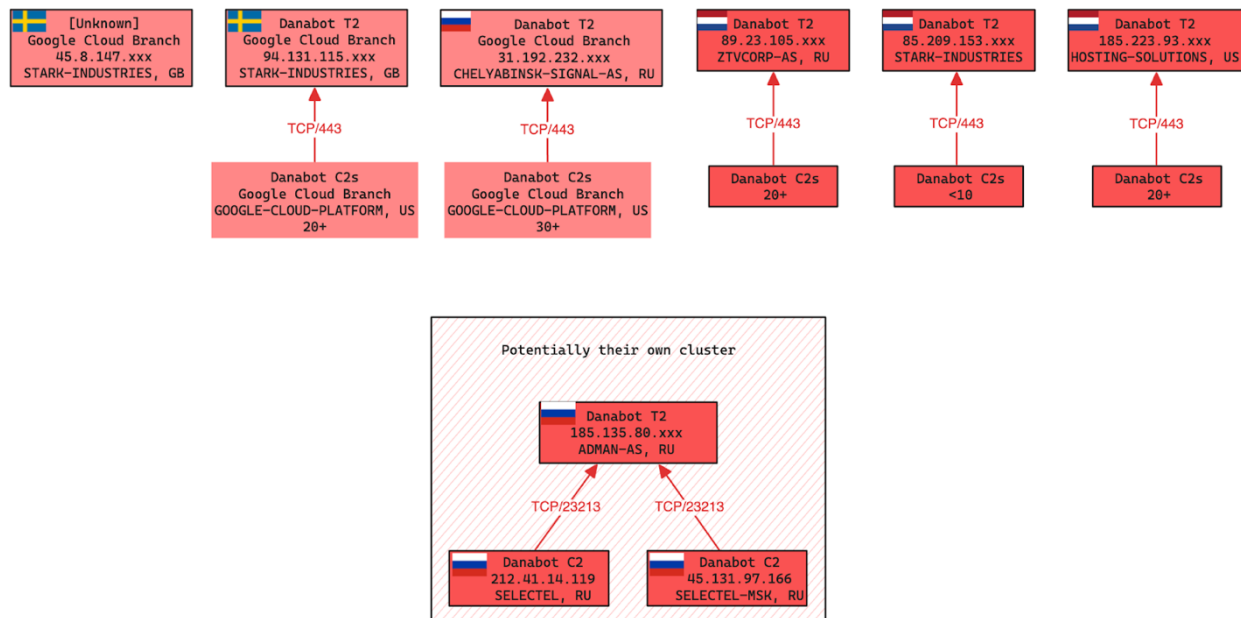 [Unknown]
Google Cloud Branch
45.8.147.xxx
STARK-INDUSTRIES, GB
Danabot T2
Google Cloud Branch
94.131.115.xxx
STARK-INDUSTRIES, GB
Danabot T2
Google Cloud Branch
31.192.232.xxx
CHELYABINSK-SIGNAL-AS, RU
Danabot T2
89.23.105.xxx
ZTVCORP-AS, RU
Danabot T2
85.209.153.xxx
STARK-INDUSTRIES
Danabot T2
185.223.93.xxx
HOSTING-SOLUTIONS, US
TCP/443
TCP/443
TCP/443
TCP/443
TCP/443
Danabot C2s
Google Cloud Branch
GOOGLE-CLOUD-PLATFORM, US
20+
Danabot C2s
Google Cloud Branch
GOOGLE-CLOUD-PLATFORM, US
30+
Danabot C2s
20+
Danabot C2s
<10
Danabot C2s
20+
Potentially their own cluster
Danabot T2
185.135.80.xxx
ADMAN-AS, RU
TCP/23213
TCP/23213
Danabot C2
212.41.14.119
SELECTEL, RU
Danabot C2
45.131.97.166
SELECTEL-MSK, RU